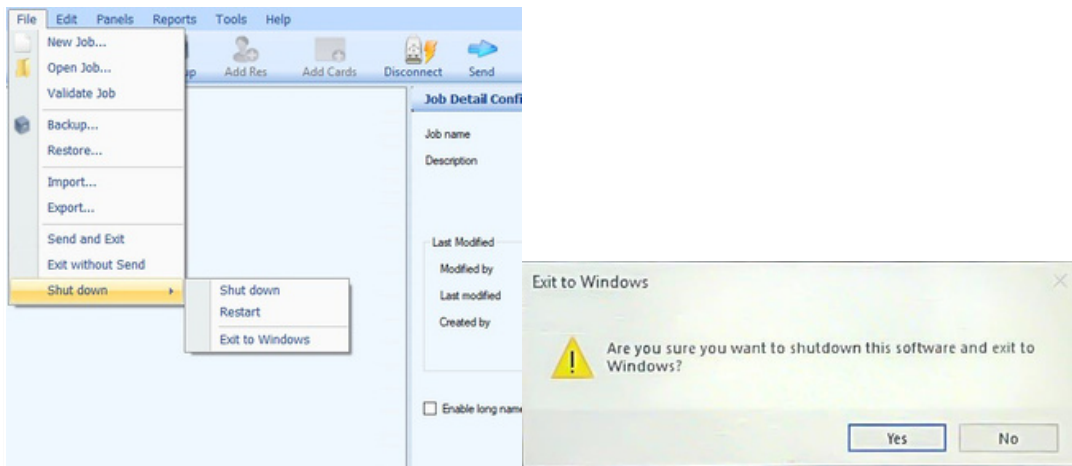 File Edit Panels Reports Tools Help
New Job...
Open Job...
Validate Job
Backup...
Restore...
Import...
Export...
Send and Exit
Exit without Send
Shut down
Shut down
Restart
Exit to Windows
Add Res Add Cards Disconnect Send
Job Detail
Job name
Description
Last Modified
Modified by
Last modified
Created by
Enable long
Exit to Windows
Are you sure you want to shutdown this software and exit to
Windows?
Yes No